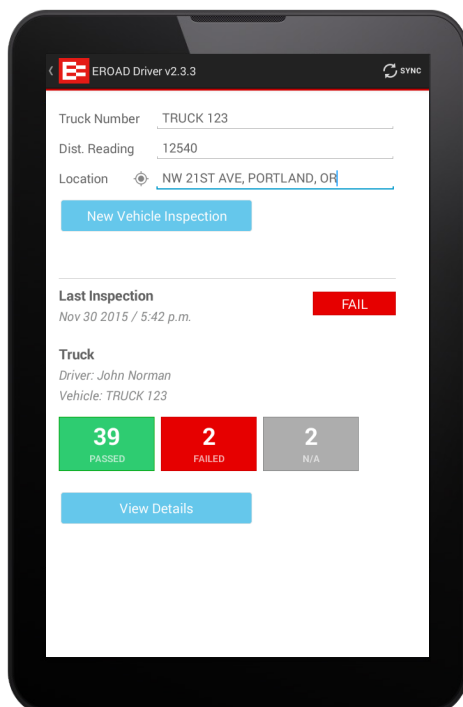 EROAD Driver v2.3.3
SYNC
Truck Number TRUCK 123
Dist. Reading 12540
Location NW 21ST AVE, PORTLAND, OR
New Vehicle Inspection
Last Inspection
FAIL
Nov 30 2015 / 5:42 p.m.
Truck
Driver: John Norman
Vehicle: TRUCK 123
39 2 2
PASSED FAILED N/A
View Details